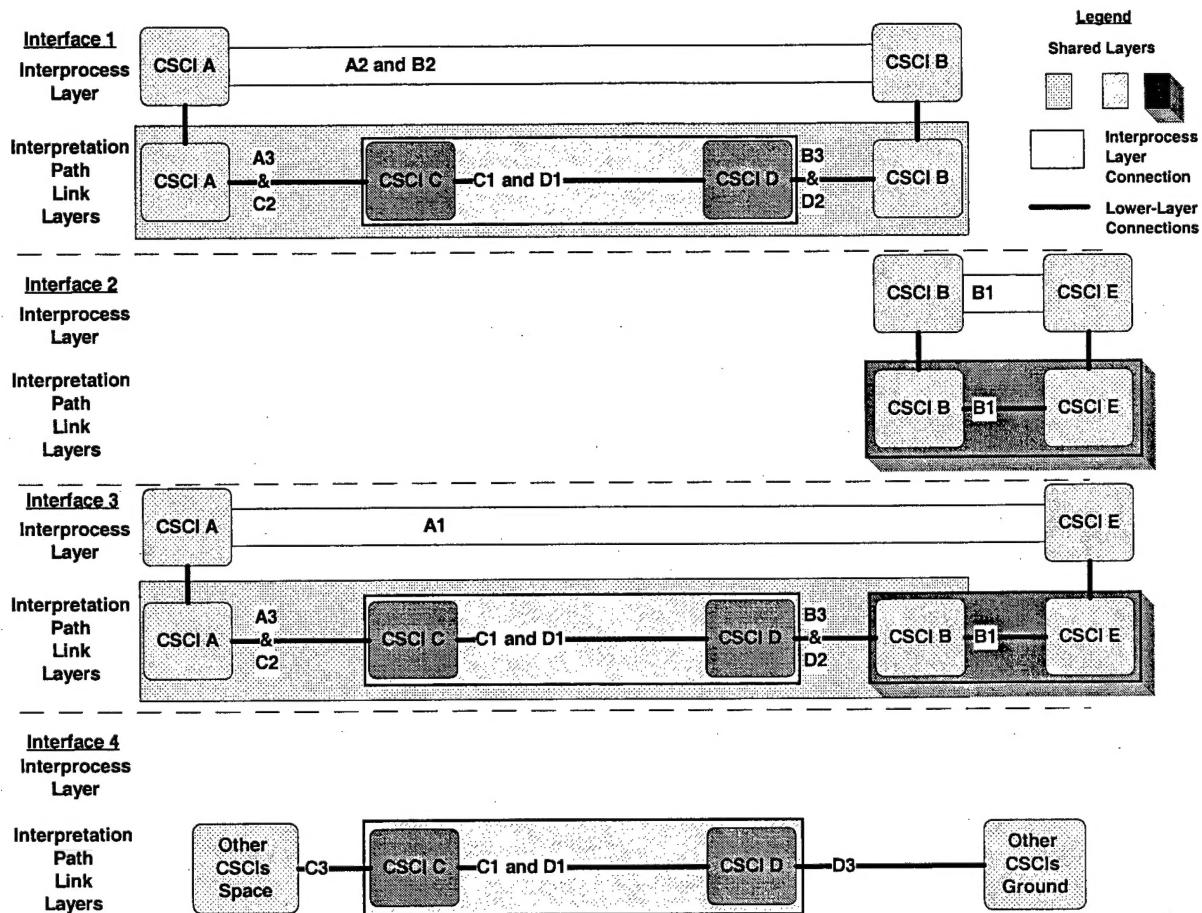 Interface 1
Interprocess
Layer
CSCI A
A2 and B2
CSCI B
Interpretation
Path
Link
Layers
CSCI A
A3
&
C2
CSCI C
C1 and D1
CSCI D
B3
&
D2
CSCI B
Legend
Shared Layers
Interprocess
Layer
Connection
Lower-Layer
Connections
Interface 2
Interprocess
Layer
CSCI B
B1
CSCI E
Interpretation
Path
Link
Layers
CSCI B
B1
CSCI E
Interface 3
Interprocess
Layer
CSCI A
A1
CSCI E
Interpretation
Path
Link
Layers
CSCI A
A3
&
C2
CSCI C
C1 and D1
CSCI D
B3
&
D2
CSCI B
B1
CSCI E
Interface 4
Interprocess
Layer
Interpretation
Path
Link
Layers
Other
CSCIs
Space
C3
CSCI C
C1 and D1
CSCI D
D3
Other
CSCIs
Ground